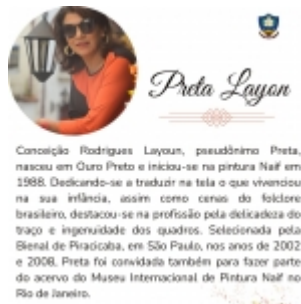 Preta Layon
Conceição Rodrigues Layoun, pseudônimo Preta,
nasceu em Ouro Preto e iniciou-se na pintura Naif em
1988. Dedicando-se a traduzir na tela o que vivenciou
na sua infância, assim como cenas do folclore
brasileiro, destacou-se na profissão pela delicadeza do
traço e ingenuidade dos quadros. Selecionada pela
Bienal de Piracicaba, em São Paulo, nos anos de 2002
e 2008, Preta foi convidada também para fazer parte
do acervo do Museu Internacional de Pintura Naif no
Rio de Janeiro.